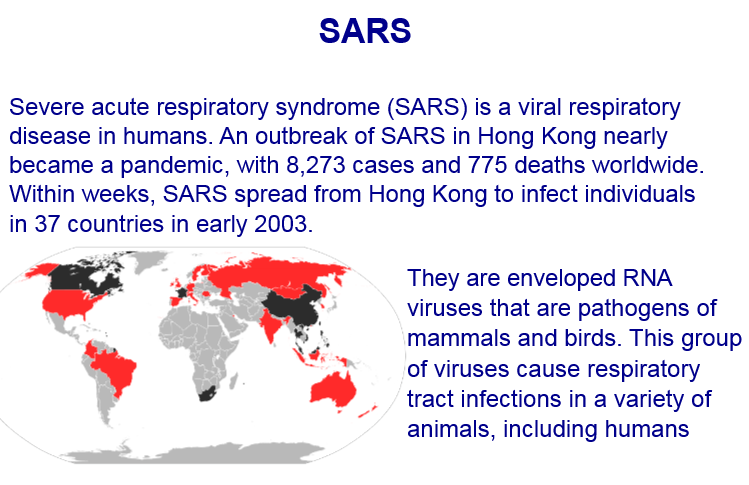 SARS
Severe acute respiratory syndrome (SARS) is a viral respiratory
disease in humans. An outbreak of SARS in Hong Kong nearly
became a pandemic, with 8,273 cases and 775 deaths worldwide.
Within weeks, SARS spread from Hong Kong to infect individuals
in 37 countries in early 2003.
They are enveloped RNA
viruses that are pathogens of
mammals and birds. This group
of viruses cause respiratory
tract infections in a variety of
animals, including humans